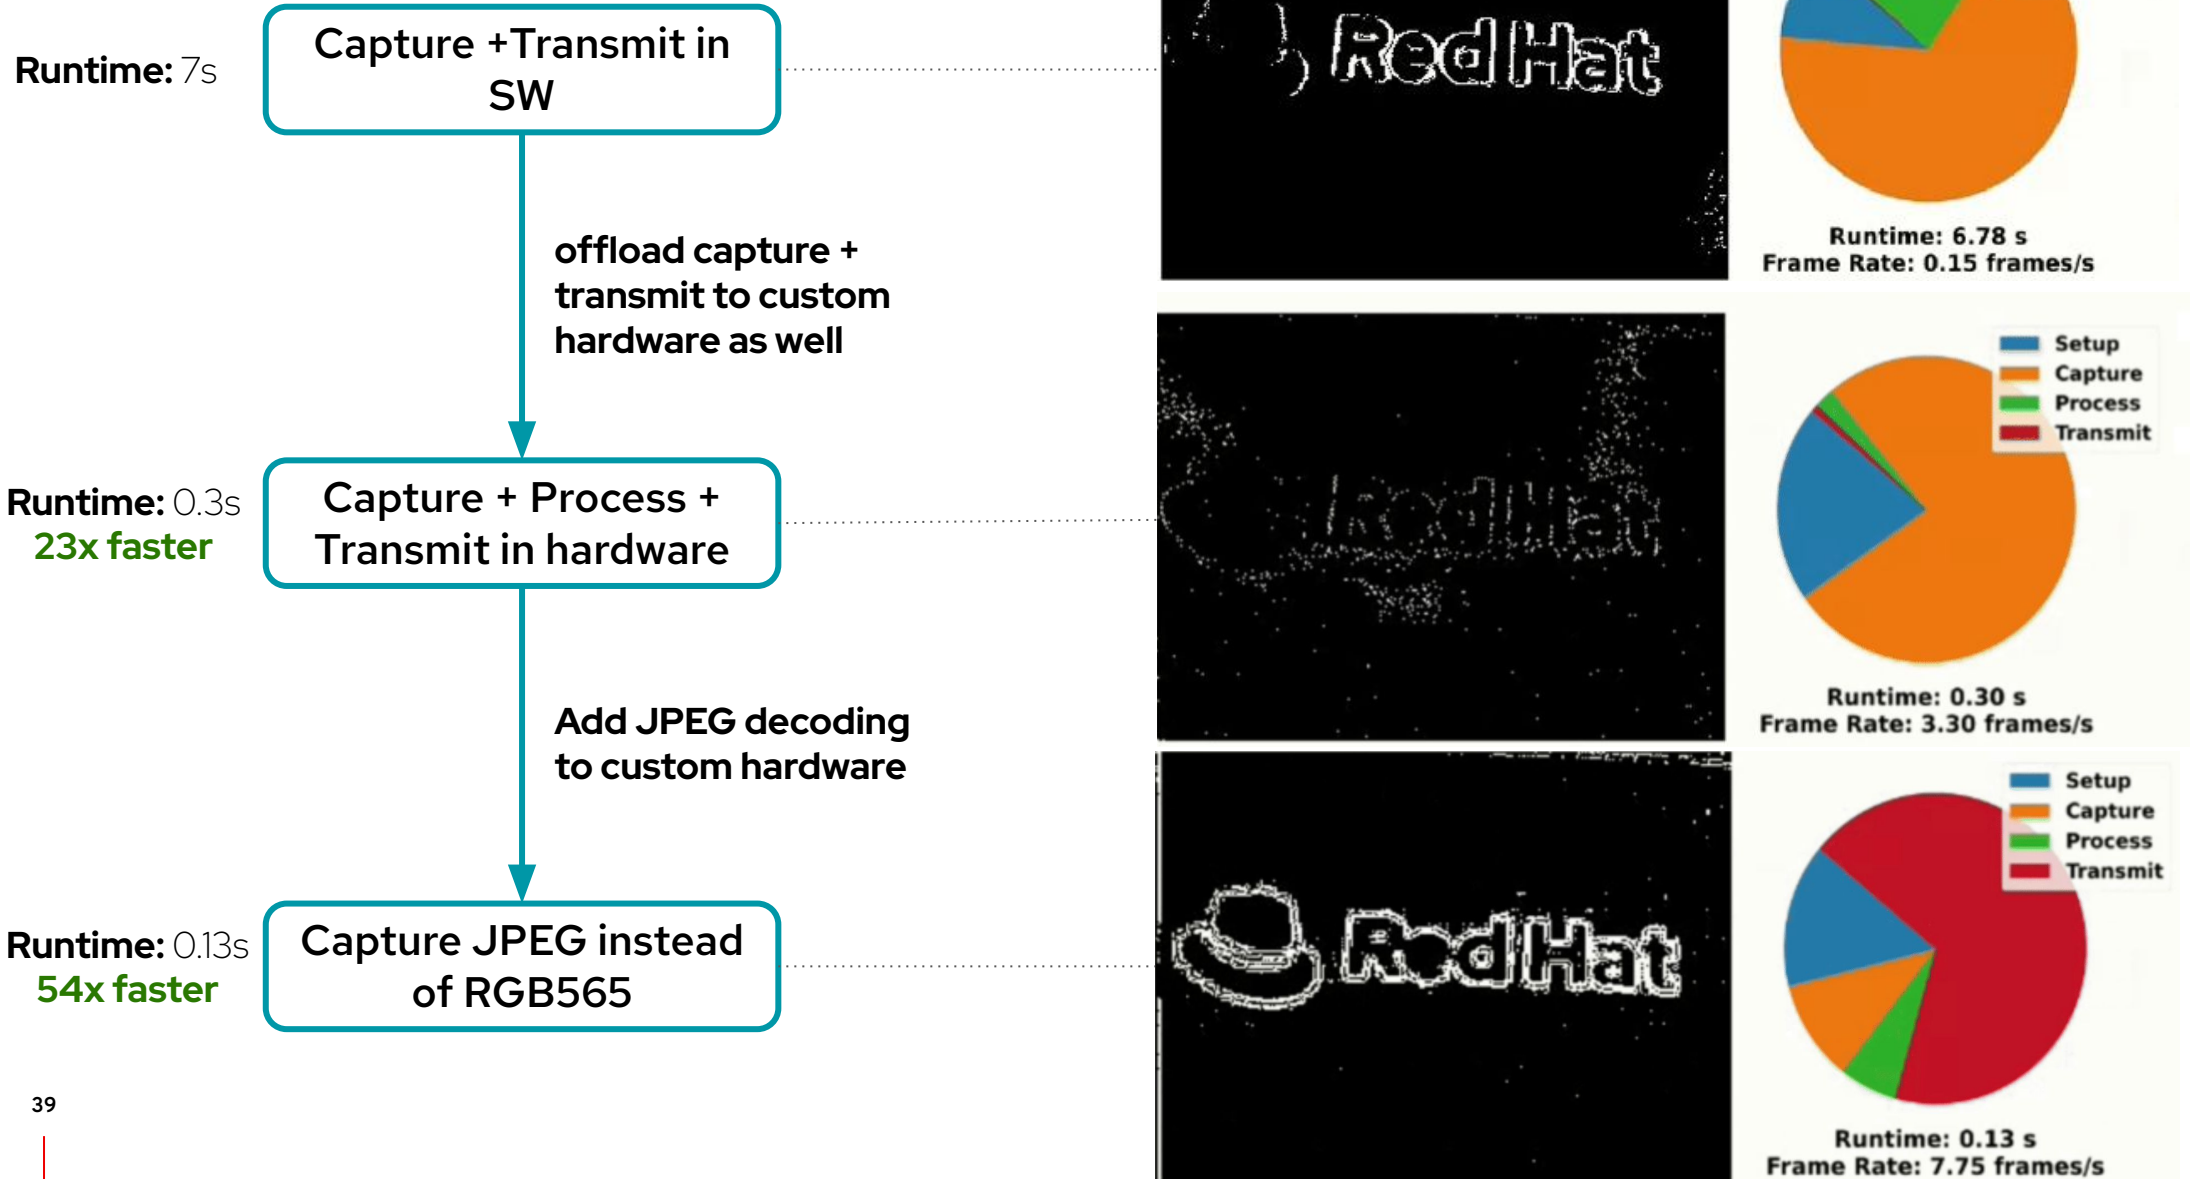 Runtime: 7s
Capture +Transmit in
SW
Red Hat
Runtime: 6.78 s
Frame Rate: 0.15 frames/s
offload capture +
transmit to custom
hardware as well
Runtime: 0.3s
23x faster
Capture + Process +
Transmit in hardware
Red Hat
Setup
Capture
Process
Transmit
Runtime: 0.30 s
Frame Rate: 3.30 frames/s
Add JPEG decoding
to custom hardware
Runtime: 0.13s
54x faster
Capture JPEG instead
of RGB565
Red Hat
Setup
Capture
Process
Transmit
Runtime: 0.13 s
Frame Rate: 7.75 frames/s
39